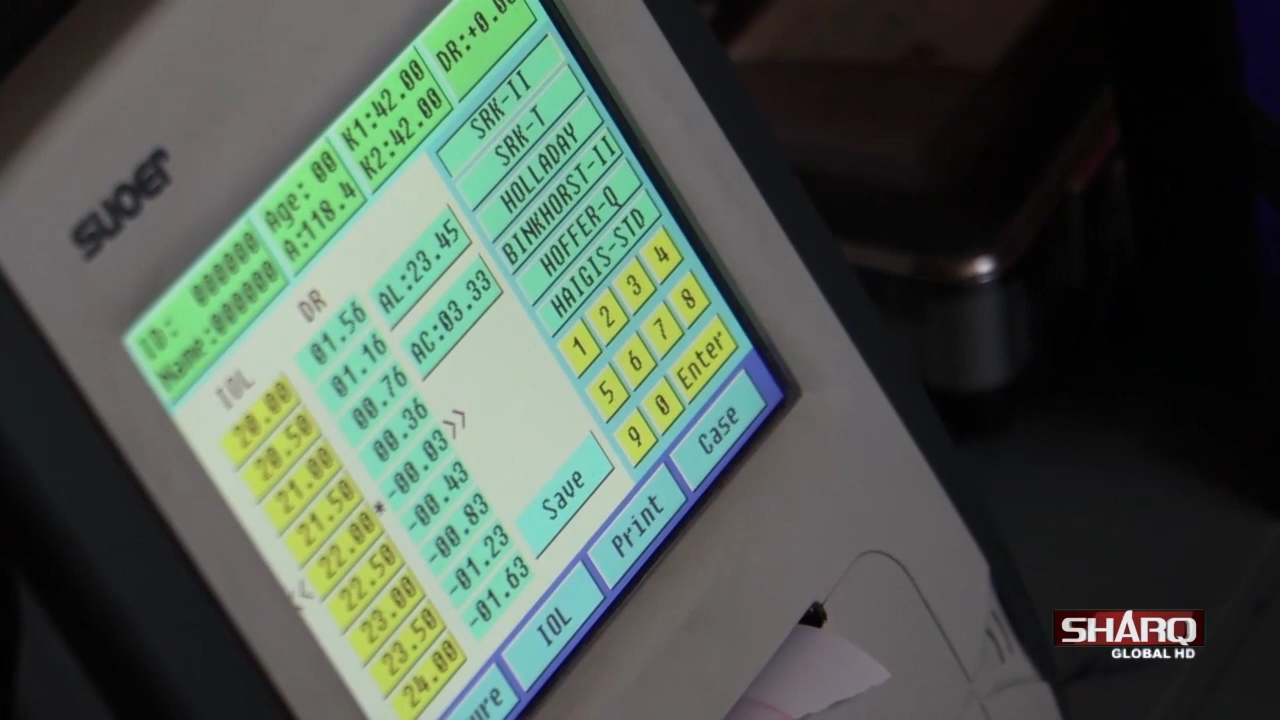 suoer
ID: 000000
Name:000000
Age: 00
A:118.4
K1:42.00
K2:42.00
DR:+0.00
IOL DR
20.00 01.56
20.50 01.16
21.00 00.76
21.50 00.36
22.00 * -00.03
22.50 -00.43
23.00 -00.83
23.50 -01.23
24.00 -01.63
<<
>>
AL:23.45
AC:03.33
SRK-II
SRK-T
HOLLADAY
BINKHORST-II
HOFFER-Q
HAIGIS-STD
1 2 3 4
5 6 7 8
9 0 Enter
Save
IOL Print Case
SHARQ
GLOBAL HD